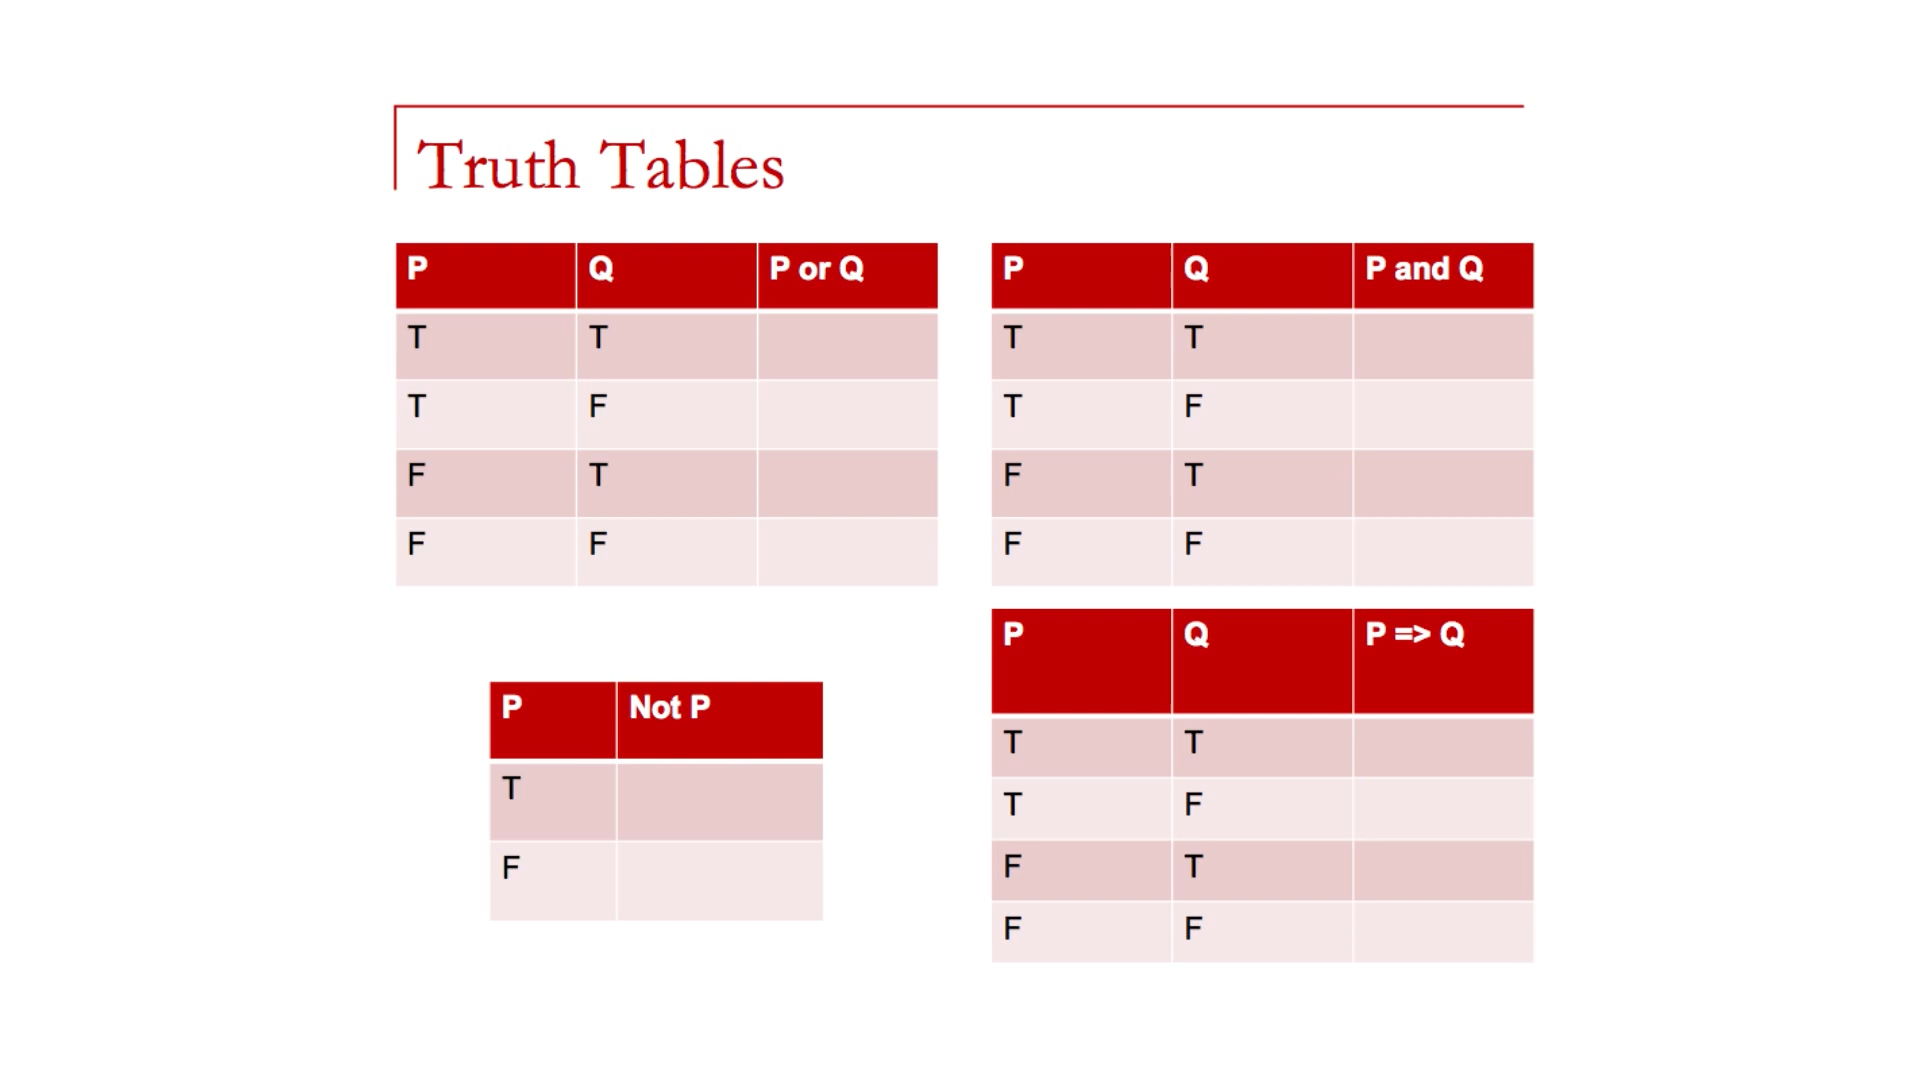 Truth Tables
P Q P or Q
T T
T F
F T
F F
P Q P and Q
T T
T F
F T
F F
P Not P
T
F
P Q P => Q
T T
T F
F T
F F